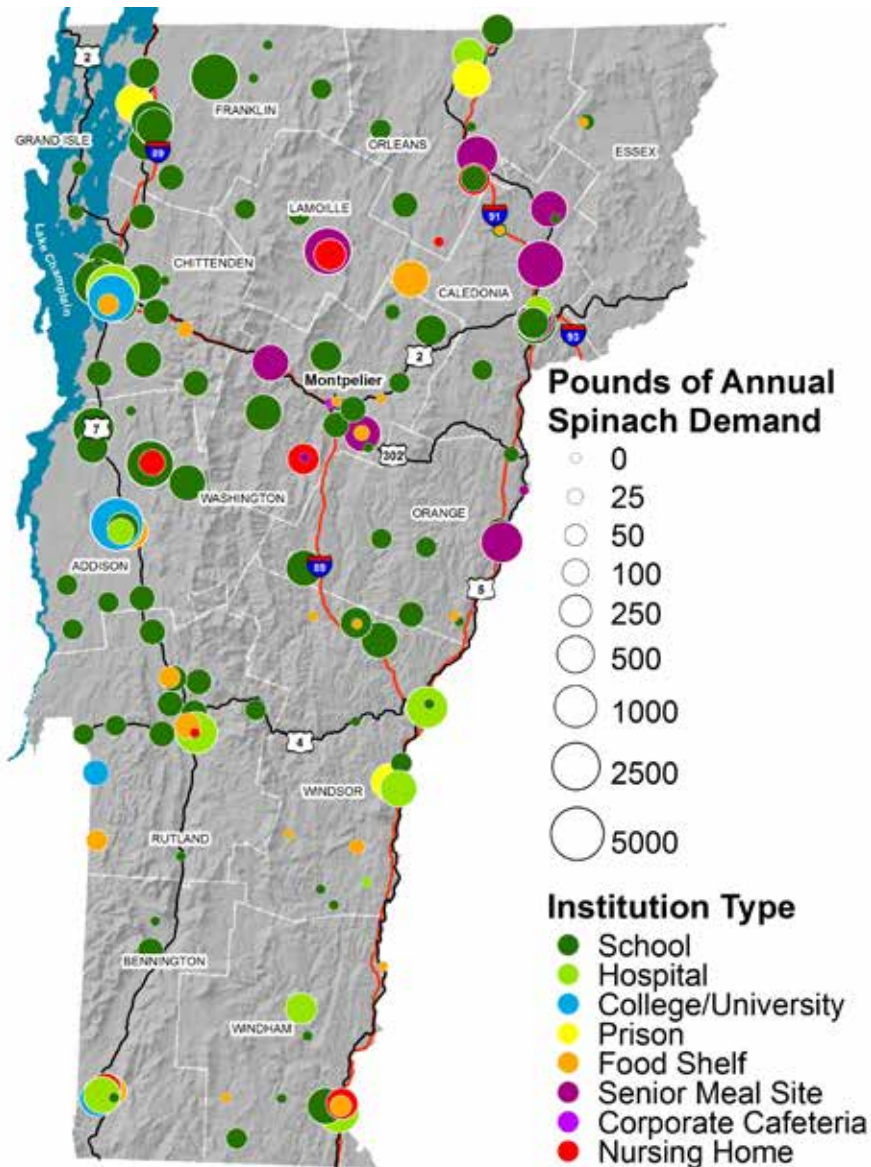 2
FRANKLIN
GRAND ISLE
ORLEANS
ESSEX
89
LAMOILLE
91
Lake Champlain
CHITTENDEN
CALEDONIA
93
2
Montpelier
7
302
WASHINGTON
ORANGE
ADDISON
89
5
4
WINDSOR
RUTLAND
BENNINGTON
WINDHAM
Pounds of Annual
Spinach Demand
0
25
50
100
250
500
1000
2500
5000
Institution Type
School
Hospital
College/University
Prison
Food Shelf
Senior Meal Site
Corporate Cafeteria
Nursing Home